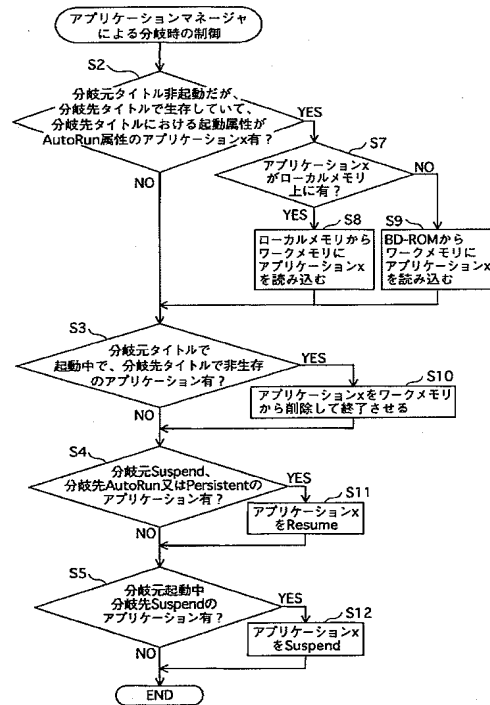 アプリケーションマネージャ
による分岐時の制御
S2
分岐元タイトル非起動だが、
分岐先タイトルで生存していて、
分岐先タイトルにおける起動属性が
AutoRun属性のアプリケーションx有？
YES
NO
S7
アプリケーションx
がローカルメモリ
上に有？
NO
YES
S8
ローカルメモリから
ワークメモリに
アプリケーションx
を読み込む
S9
BD-ROMから
ワークメモリに
アプリケーションx
を読み込む
S3
分岐元タイトルで
起動中で、分岐先タイトルで非生存
のアプリケーション有？
YES
NO
S10
アプリケーションxをワークメモリ
から削除して終了させる
S4
分岐元Suspend、
分岐先AutoRun又はPersistentの
アプリケーション有？
YES
NO
S11
アプリケーションx
をResume
S5
分岐元起動中
分岐先Suspendの
アプリケーション有？
YES
NO
S12
アプリケーションx
をSuspend
END